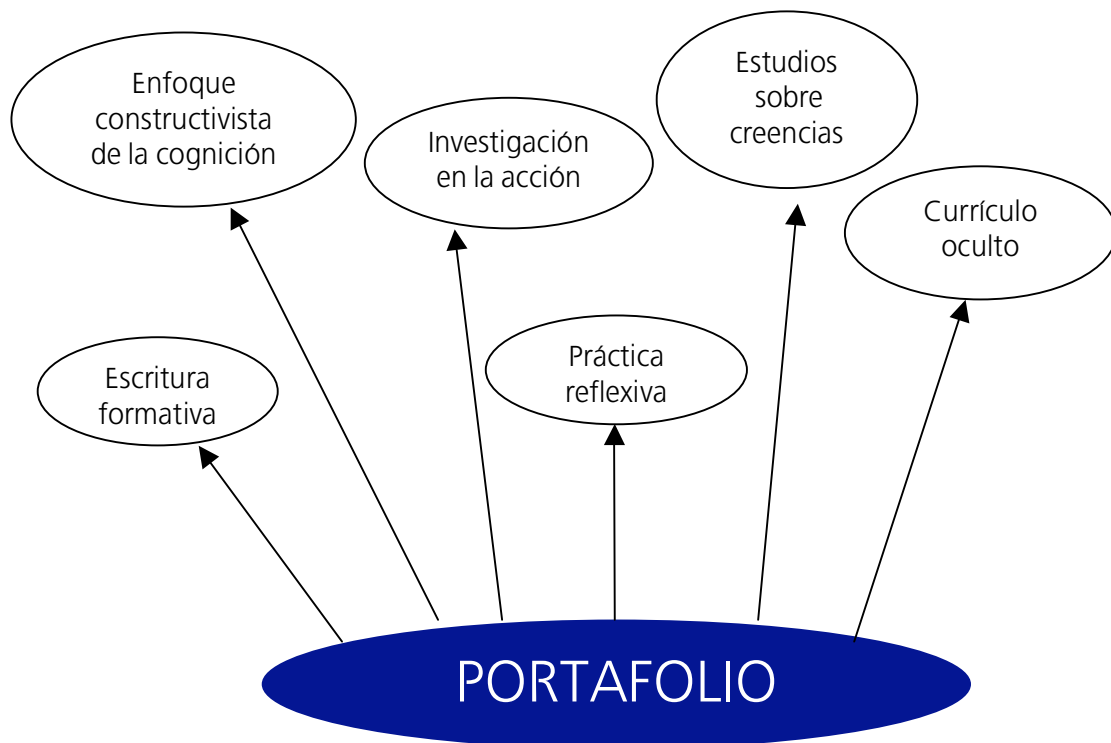 Enfoque
constructivista
de la cognición
Investigación
en la acción
Estudios
sobre
creencias
Currículo
oculto
Escritura
formativa
Práctica
reflexiva
PORTAFOLIO